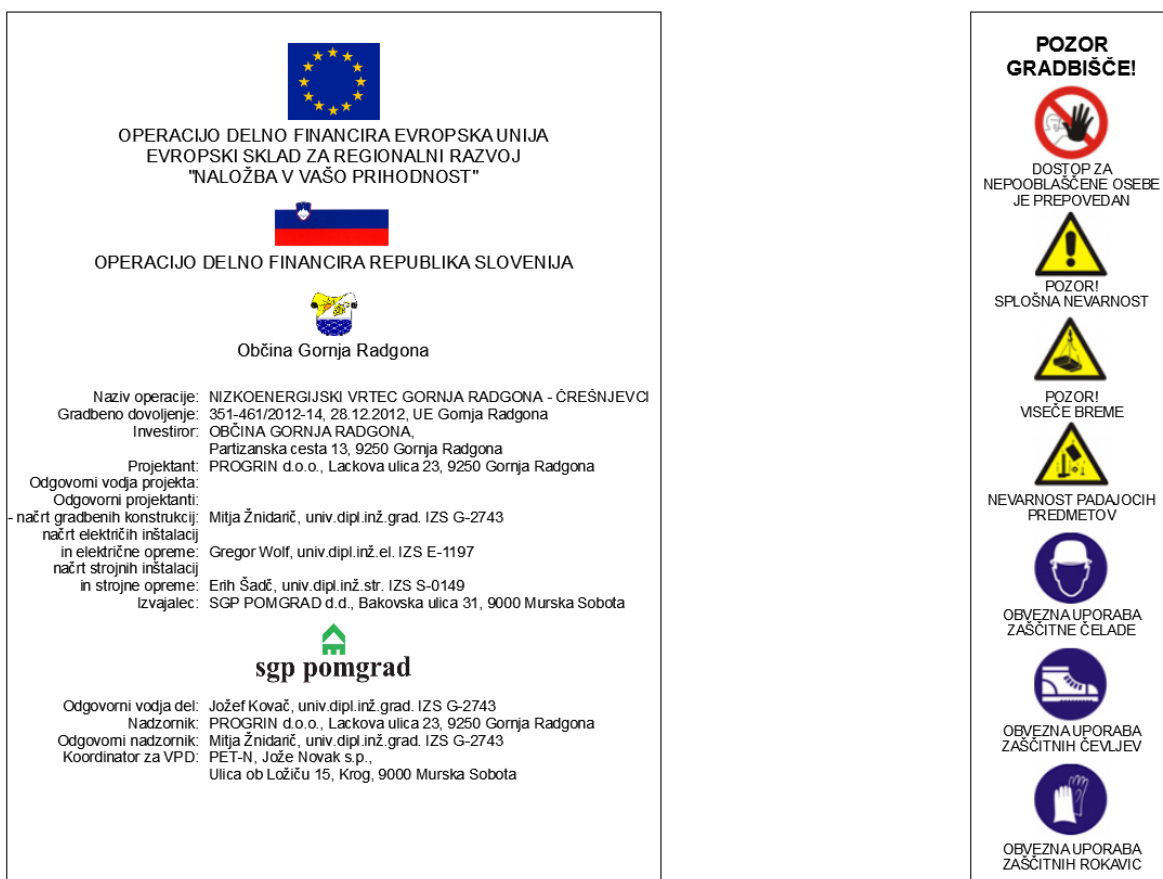 OPERACIJO DELNO FINANCIRA EVROPSKA UNIJA
EVROPSKI SKLAD ZA REGIONALNI RAZVOJ
"NALOŽBA V VAŠO PRIHODNOST"
OPERACIJO DELNO FINANCIRA REPUBLIKA SLOVENIJA
Občina Gornja Radgona
Naziv operacije: NIZKOENERGIJSKI VRTEC GORNJA RADGONA - ČREŠNJEVCI
Gradbeno dovoljenje: 351-461/2012-14, 28.12.2012, UE Gornja Radgona
Investiror: OBČINA GORNJA RADGONA,
Partizanska cesta 13, 9250 Gornja Radgona
Projektant: PROGRIN d.o.o., Lackova ulica 23, 9250 Gornja Radgona
Odgovorni vodja projekta:
Odgovorni projektanti:
- načrt gradbenih konstrukcij: Mitja Žnidarič, univ.dipl.inž.grad. IZS G-2743
načrt električih inštalacij
in električne opreme: Gregor Wolf, univ.dipl.inž.el. IZS E-1197
načrt strojnih inštalacij
in strojne opreme: Erih Šadč, univ.dipl.inž.str. IZS S-0149
Izvajalec: SGP POMGRAD d.d., Bakovska ulica 31, 9000 Murska Sobota
sgp pomgrad
Odgovorni vodja del: Jožef Kovač, univ.dipl.inž.grad. IZS G-2743
Nadzornik: PROGRIN d.o.o., Lackova ulica 23, 9250 Gornja Radgona
Odgovorni nadzornik: Mitja Žnidarič, univ.dipl.inž.grad. IZS G-2743
Koordinator za VPD: PET-N, Jože Novak s.p.,
Ulica ob Ložiču 15, Krog, 9000 Murska Sobota
POZOR
GRADBIŠČE!
DOSTOP ZA
NEPOOBLAŠČENE OSEBE
JE PREPOVEDAN
POZOR!
SPLOŠNA NEVARNOST
POZOR!
VISEČE BREME
NEVARNOST PADAJOCIH
PREDMETOV
OBVEZNA UPORABA
ZAŠČITNE ČELADE
OBVEZNA UPORABA
ZAŠČITNIH ČEVLJEV
OBVEZNA UPORABA
ZAŠČITNIH ROKAVIC